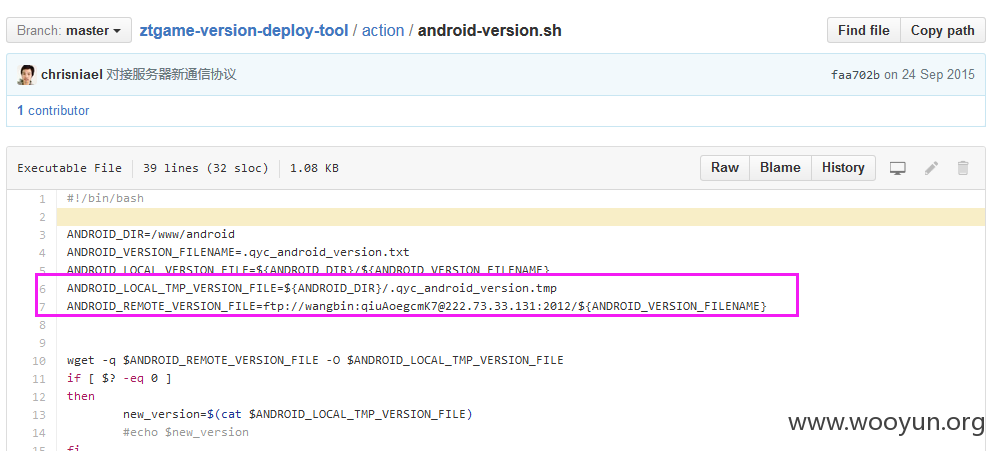 Branch: master ztgame-version-deploy-tool / action / android-version.sh Find file Copy path
chrisniael 对接服务器新通信协议 faa702b on 24 Sep 2015
1 contributor
Executable File 39 lines (32 sloc) 1.08 KB Raw Blame History
1 #!/bin/bash
2
3 ANDROID_DIR=/www/android
4 ANDROID_VERSION_FILENAME=.qyc_android_version.txt
5 ANDROID_LOCAL_VERSION_FILE=${ANDROID_DIR}/${ANDROID_VERSION_FILENAME}
6 ANDROID_LOCAL_TMP_VERSION_FILE=${ANDROID_DIR}/.qyc_android_version.tmp
7 ANDROID_REMOTE_VERSION_FILE=ftp://wangbin:qiuAoegcmK7@222.73.33.131:2012/${ANDROID_VERSION_FILENAME}
8
9
10 wget -q $ANDROID_REMOTE_VERSION_FILE -O $ANDROID_LOCAL_TMP_VERSION_FILE
11 if [ $? -eq 0 ]
12 then
13 new_version=$(cat $ANDROID_LOCAL_TMP_VERSION_FILE)
14 #echo $new_version
15 fi
www.wooyun.org